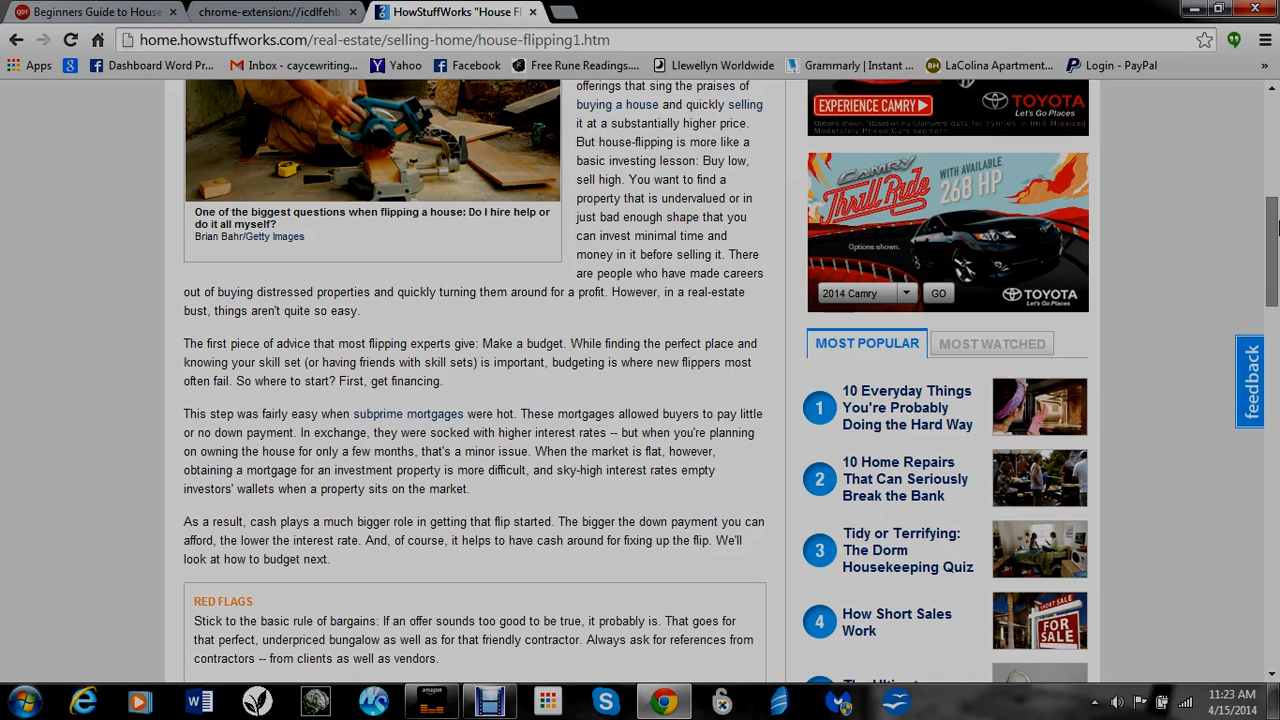 Beginners Guide to House
chrome-extension://icdlfehb
HowStuffWorks "House Fl
home.howstuffworks.com/real-estate/selling-home/house-flipping1.htm
Apps
Dashboard Word Pr...
Inbox - caycewriting....
Yahoo
Facebook
Free Rune Readings....
Llewellyn Worldwide
Grammarly | Instant ...
LaColina Apartment...
Login - PayPal
»
offerings that sing the praises of
buying a house and quickly selling
it at a substantially higher price.
But house-flipping is more like a
basic investing lesson: Buy low,
sell high. You want to find a
property that is undervalued or in
just bad enough shape that you
can invest minimal time and
money in it before selling it. There
are people who have made careers
One of the biggest questions when flipping a house: Do I hire help or
do it all myself?
Brian Bahr/Getty Images
out of buying distressed properties and quickly turning them around for a profit. However, in a real-estate
bust, things aren't quite so easy.
The first piece of advice that most flipping experts give: Make a budget. While finding the perfect place and
knowing your skill set (or having friends with skill sets) is important, budgeting is where new flippers most
often fail. So where to start? First, get financing.
This step was fairly easy when subprime mortgages were hot. These mortgages allowed buyers to pay little
or no down payment. In exchange, they were socked with higher interest rates -- but when you're planning
on owning the house for only a few months, that's a minor issue. When the market is flat, however,
obtaining a mortgage for an investment property is more difficult, and sky-high interest rates empty
investors' wallets when a property sits on the market.
As a result, cash plays a much bigger role in getting that flip started. The bigger the down payment you can
afford, the lower the interest rate. And, of course, it helps to have cash around for fixing up the flip. We'll
look at how to budget next.
RED FLAGS
Stick to the basic rule of bargains: If an offer sounds too good to be true, it probably is. That goes for
that perfect, underpriced bungalow as well as for that friendly contractor. Always ask for references from
contractors -- from clients as well as vendors.
EXPERIENCE CAMRY
TOYOTA
Let's Go Places
CAMRY
Thrill Ride
WITH AVAILABLE
268 HP
Options shown.
2014 Camry
GO
TOYOTA
Let's Go Places
MOST POPULAR
MOST WATCHED
1
10 Everyday Things
You're Probably
Doing the Hard Way
2
10 Home Repairs
That Can Seriously
Break the Bank
3
Tidy or Terrifying:
The Dorm
Housekeeping Quiz
4
How Short Sales
Work
SHORT SALE
FOR
SALE
The Ultimate
feedback
amazon
11:23 AM
4/15/2014